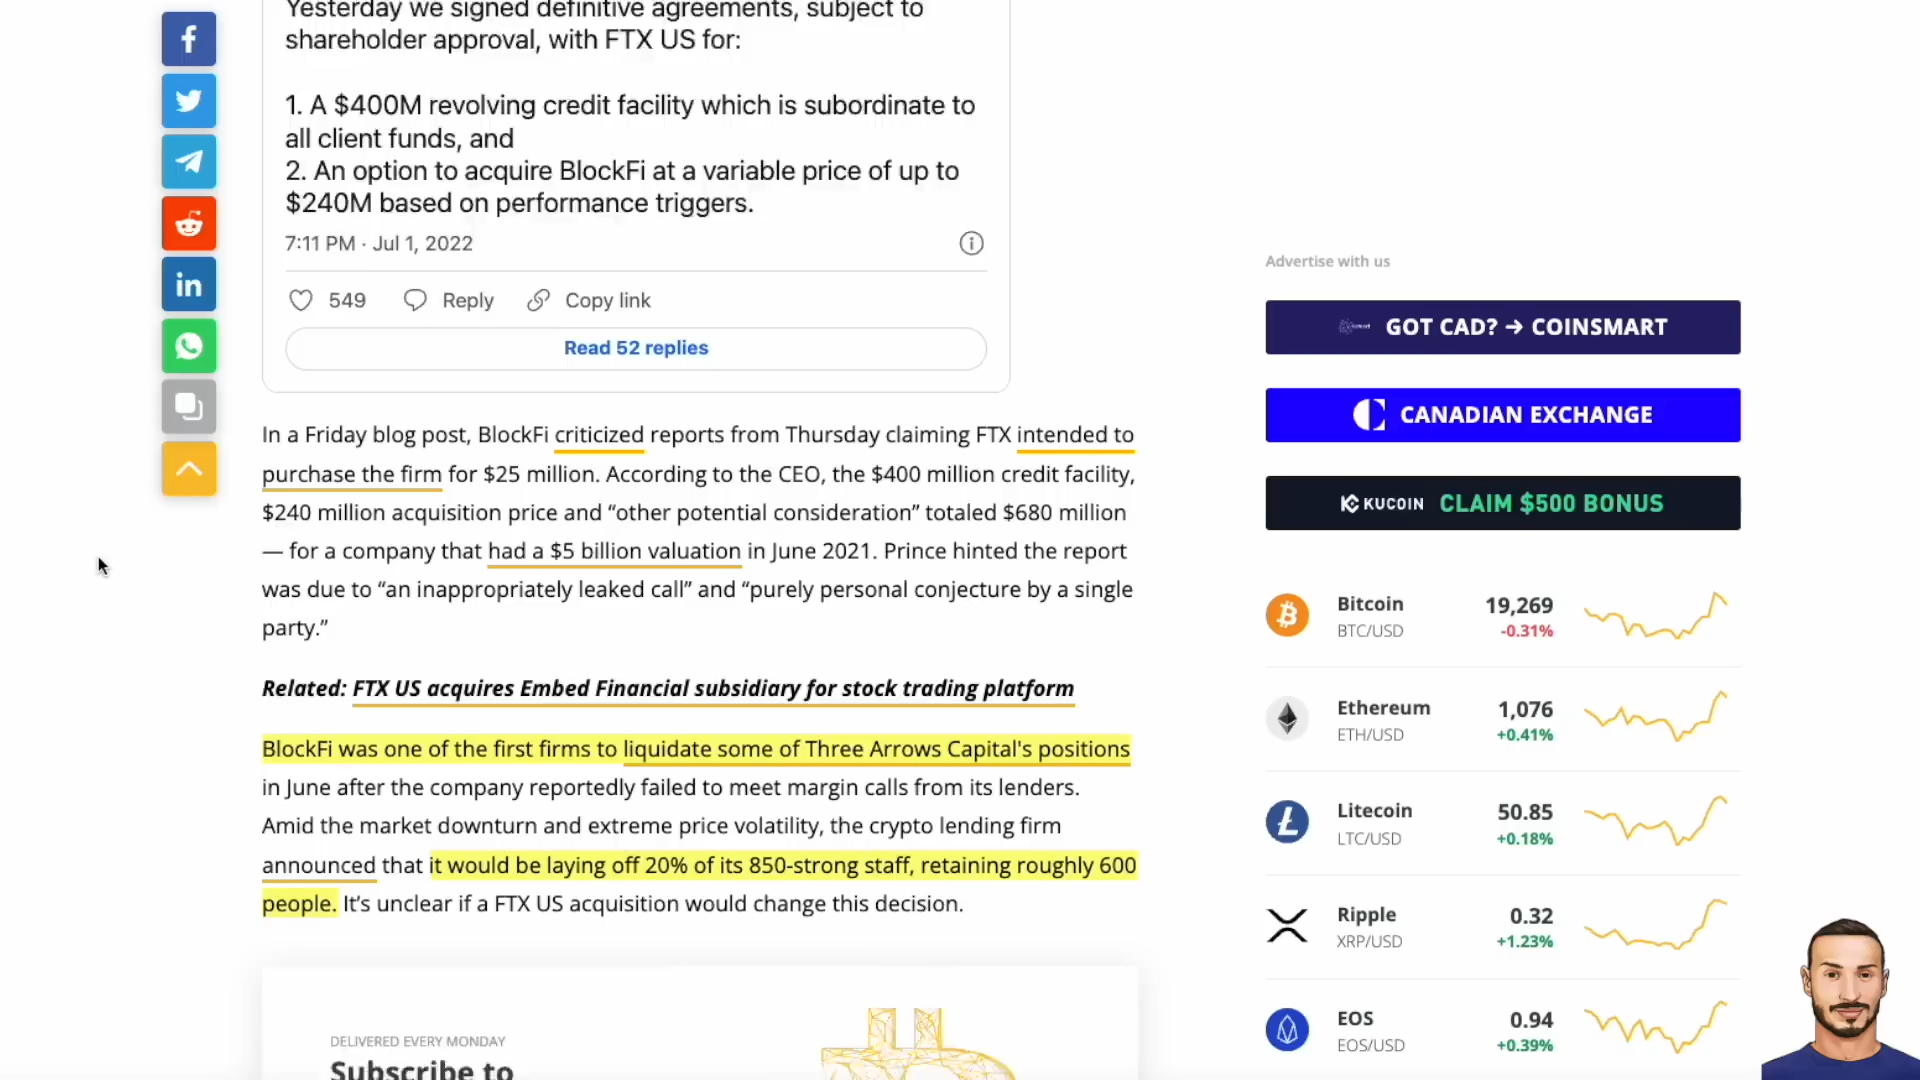 Yesterday we signed definitive agreements, subject to
shareholder approval, with FTX US for:
1. A $400M revolving credit facility which is subordinate to
all client funds, and
2. An option to acquire BlockFi at a variable price of up to
$240M based on performance triggers.
7:11 PM · Jul 1, 2022
549 Reply Copy link
Read 52 replies
In a Friday blog post, BlockFi criticized reports from Thursday claiming FTX intended to
purchase the firm for $25 million. According to the CEO, the $400 million credit facility,
$240 million acquisition price and “other potential consideration” totaled $680 million
— for a company that had a $5 billion valuation in June 2021. Prince hinted the report
was due to “an inappropriately leaked call” and “purely personal conjecture by a single
party.”
Related: FTX US acquires Embed Financial subsidiary for stock trading platform
BlockFi was one of the first firms to liquidate some of Three Arrows Capital's positions
in June after the company reportedly failed to meet margin calls from its lenders.
Amid the market downturn and extreme price volatility, the crypto lending firm
announced that it would be laying off 20% of its 850-strong staff, retaining roughly 600
people. It’s unclear if a FTX US acquisition would change this decision.
DELIVERED EVERY MONDAY
Subscribe to
Advertise with us
GOT CAD? → COINSMART
CANADIAN EXCHANGE
KUCOIN CLAIM $500 BONUS
Bitcoin 19,269
BTC/USD -0.31%
Ethereum 1,076
ETH/USD +0.41%
Litecoin 50.85
LTC/USD +0.18%
Ripple 0.32
XRP/USD +1.23%
EOS 0.94
EOS/USD +0.39%